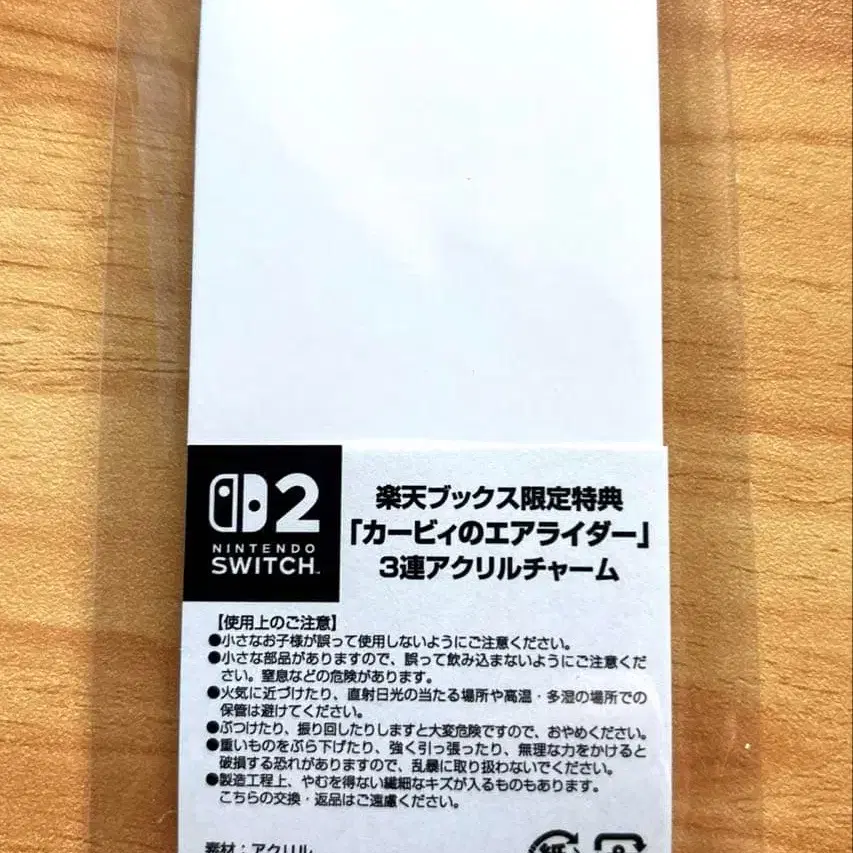 2
NINTENDO
SWITCH™
楽天ブックス限定特典
「カービィのエアライダー」
3連アクリルチャーム
【使用上のご注意】
●小さなお子様が誤って使用しないようにご注意ください。
●小さな部品がありますので、誤って飲み込まないようにご注意くだ
さい。窒息などの危険があります。
●火気に近づけたり、直射日光の当たる場所や高温・多湿の場所での
保管は避けてください。
●ぶつけたり、振り回したりしますと大変危険ですので、おやめください。
●重いものをぶら下げたり、強く引っ張ったり、無理な力をかけると
破損する恐れがありますので、乱暴に取り扱わないでください。
●製造工程上、やむを得ない繊細なキズが入るものもあります。
こちらの交換・返品はご遠慮ください。
素材：アクリル
紙